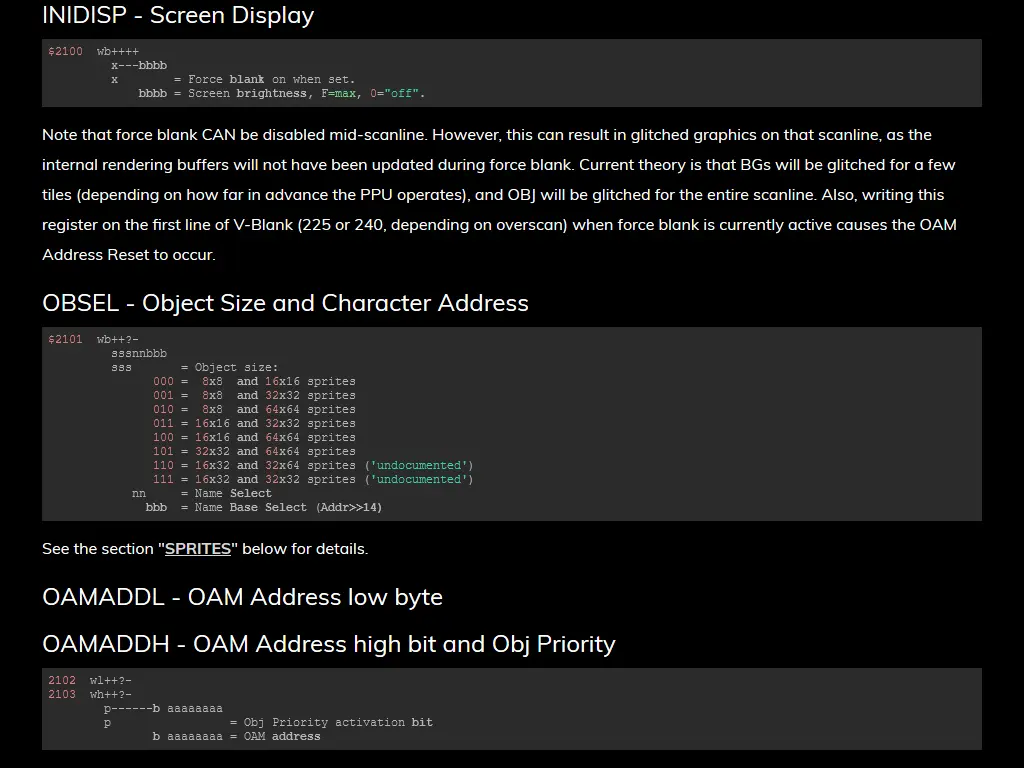 INIDISP - Screen Display
$2100  wb++++
x---bbbb
x        = Force blank on when set.
bbbb = Screen brightness, F=max, 0="off".
Note that force blank CAN be disabled mid-scanline. However, this can result in glitched graphics on that scanline, as the
internal rendering buffers will not have been updated during force blank. Current theory is that BGs will be glitched for a few
tiles (depending on how far in advance the PPU operates), and OBJ will be glitched for the entire scanline. Also, writing this
register on the first line of V-Blank (225 or 240, depending on overscan) when force blank is currently active causes the OAM
Address Reset to occur.
OBSEL - Object Size and Character Address
$2101  wb++?-
sssnnbbb
sss       = Object size:
000 =  8x8  and 16x16 sprites
001 =  8x8  and 32x32 sprites
010 =  8x8  and 64x64 sprites
011 = 16x16 and 32x32 sprites
100 = 16x16 and 64x64 sprites
101 = 32x32 and 64x64 sprites
110 = 16x32 and 32x64 sprites ('undocumented')
111 = 16x32 and 32x32 sprites ('undocumented')
nn     = Name Select
bbb  = Name Base Select (Addr>>14)
See the section "SPRITES" below for details.
OAMADDL - OAM Address low byte
OAMADDH - OAM Address high bit and Obj Priority
2102  wl++?-
2103  wh++?-
p------b aaaaaaaa
p                 = Obj Priority activation bit
b aaaaaaaa = OAM address